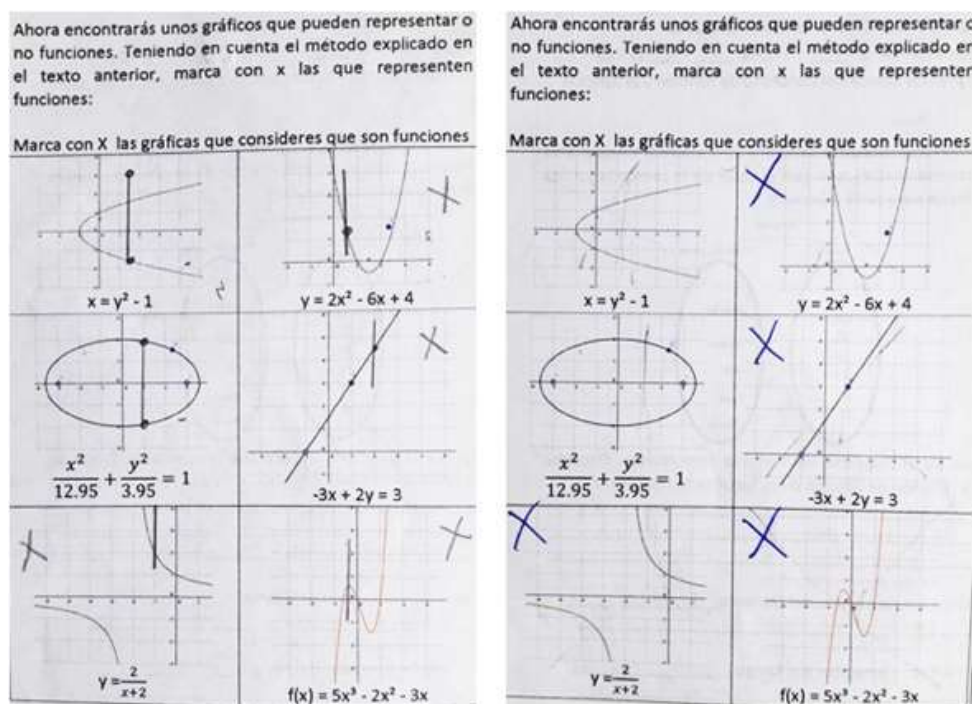 Ahora encontrarás unos gráficos que pueden representar o
no funciones. Teniendo en cuenta el método explicado en
el texto anterior, marca con x las que representen
funciones:
Marca con X las gráficas que consideres que son funciones
x = y² - 1
y = 2x² - 6x + 4
x²/12.95 + y²/3.95 = 1
-3x + 2y = 3
y = 2/(x+2)
f(x) = 5x³ - 2x² - 3x
Ahora encontrarás unos gráficos que pueden representar o
no funciones. Teniendo en cuenta el método explicado en
el texto anterior, marca con x las que representen
funciones:
Marca con X las gráficas que consideres que son funciones
x = y² - 1
y = 2x² - 6x + 4
x²/12.95 + y²/3.95 = 1
-3x + 2y = 3
y = 2/(x+2)
f(x) = 5x³ - 2x² - 3x